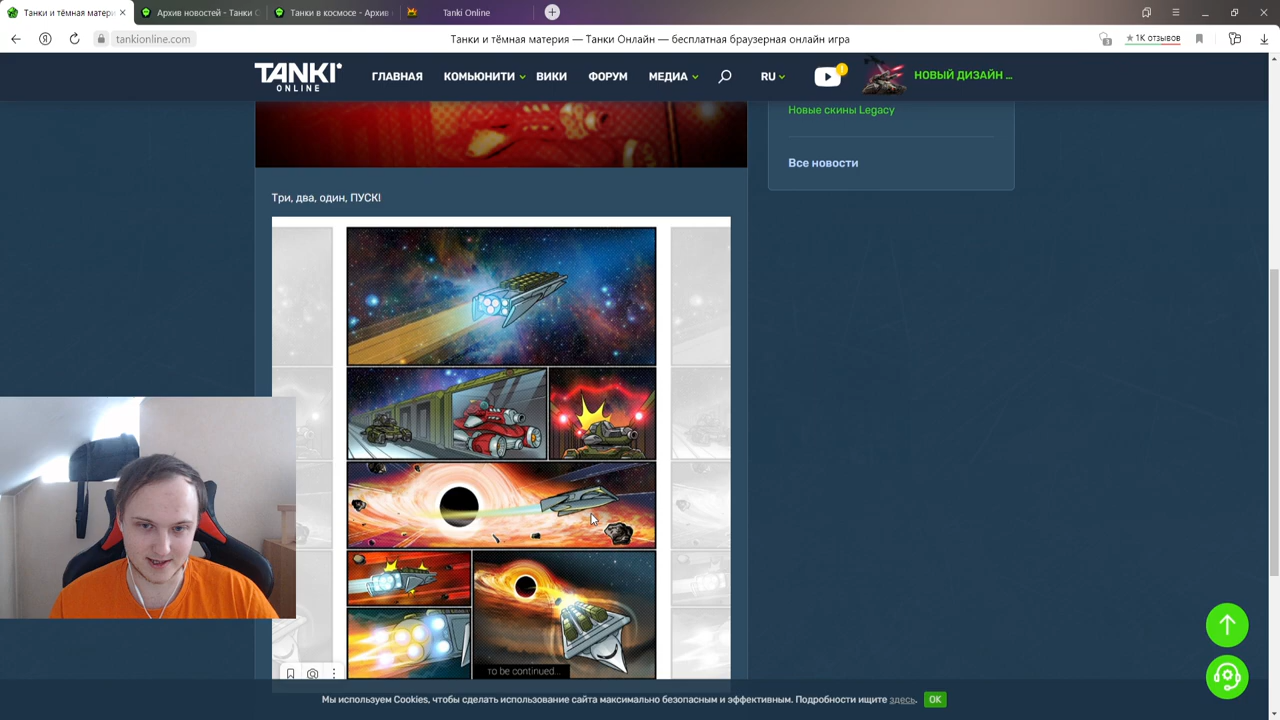 Танки и тёмная матери
Архив новостей - Танки С
Танки в космосе - Архив
Tanki Online
tankionline.com
Танки и тёмная материя — Танки Онлайн — бесплатная браузерная онлайн игра
1К отзывов
TANKI
ONLINE
ГЛАВНАЯ
КОМЬЮНИТИ
ВИКИ
ФОРУМ
МЕДИА
RU
НОВЫЙ ДИЗАЙН ...
Новые скины Legacy
Все новости
Три, два, один, ПУСК!
TO BE CONTINUED...
Мы используем Cookies, чтобы сделать использование сайта максимально безопасным и эффективным. Подробности ищите здесь.
OK